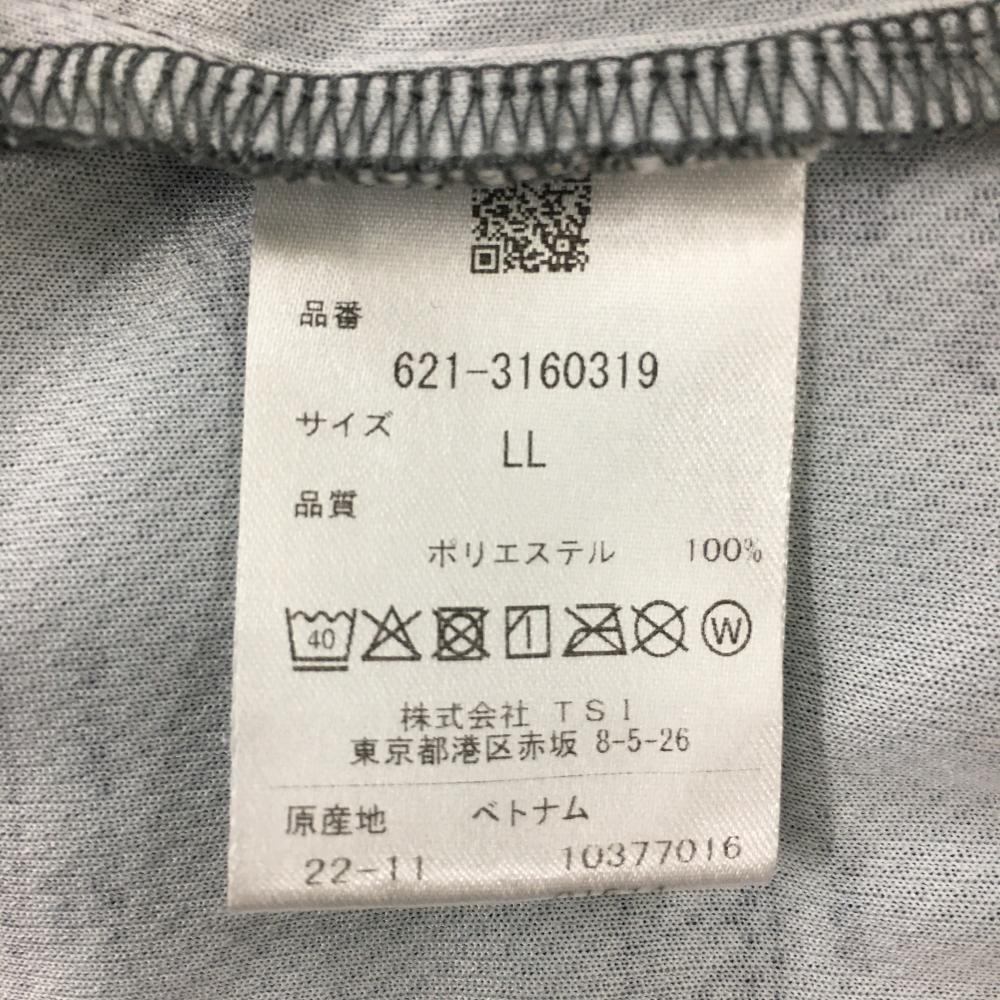 品番
621-3160319
サイズ
LL
品質
ポリエステル 100%
40 W
株式会社 TSI
東京都港区赤坂 8-5-26
原産地 ベトナム
22-11 10377016